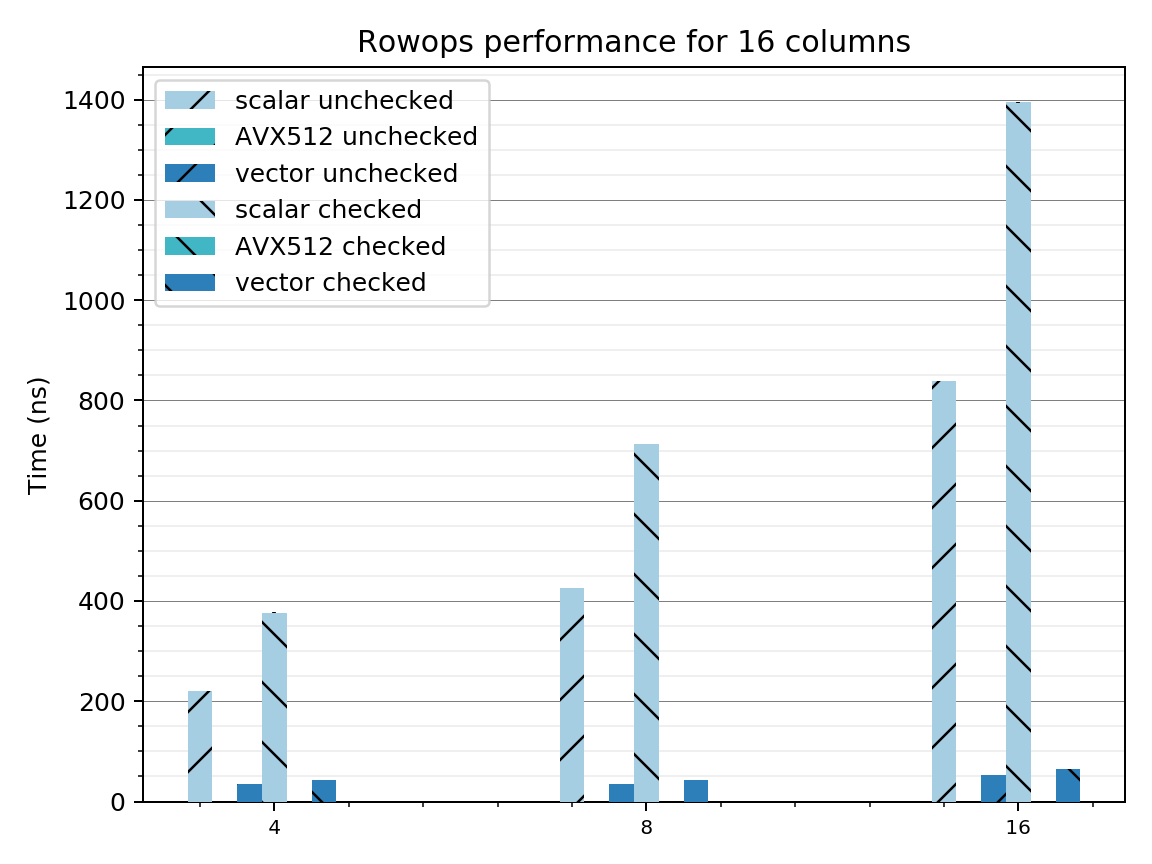 Rowops performance for 16 columns
scalar unchecked
AVX512 unchecked
vector unchecked
scalar checked
AVX512 checked
vector checked
Time (ns)
1400
1200
1000
800
600
400
200
0
4 8 16